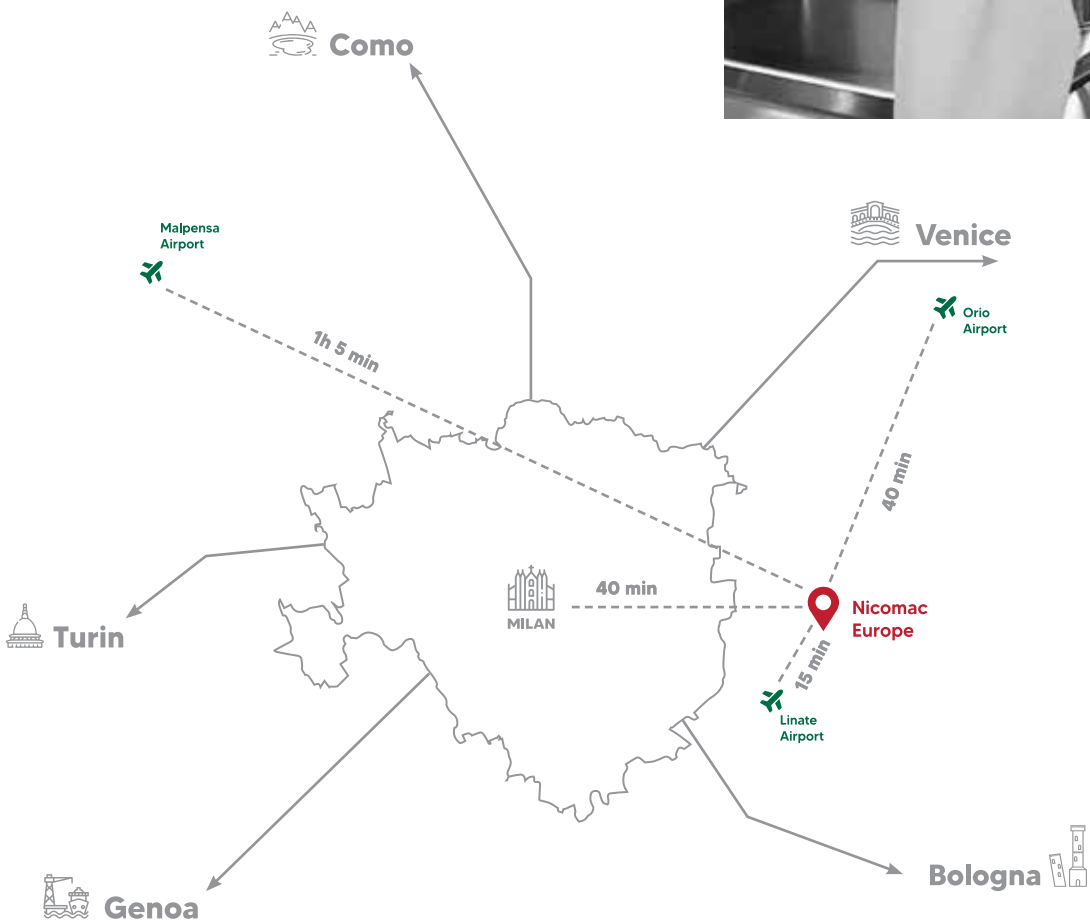 Como
Malpensa
Airport
Venice
Orio
Airport
1h 5 min
40 min
MILAN
40 min
Nicomac
Europe
Turin
15 min
Linate
Airport
Bologna
Genoa